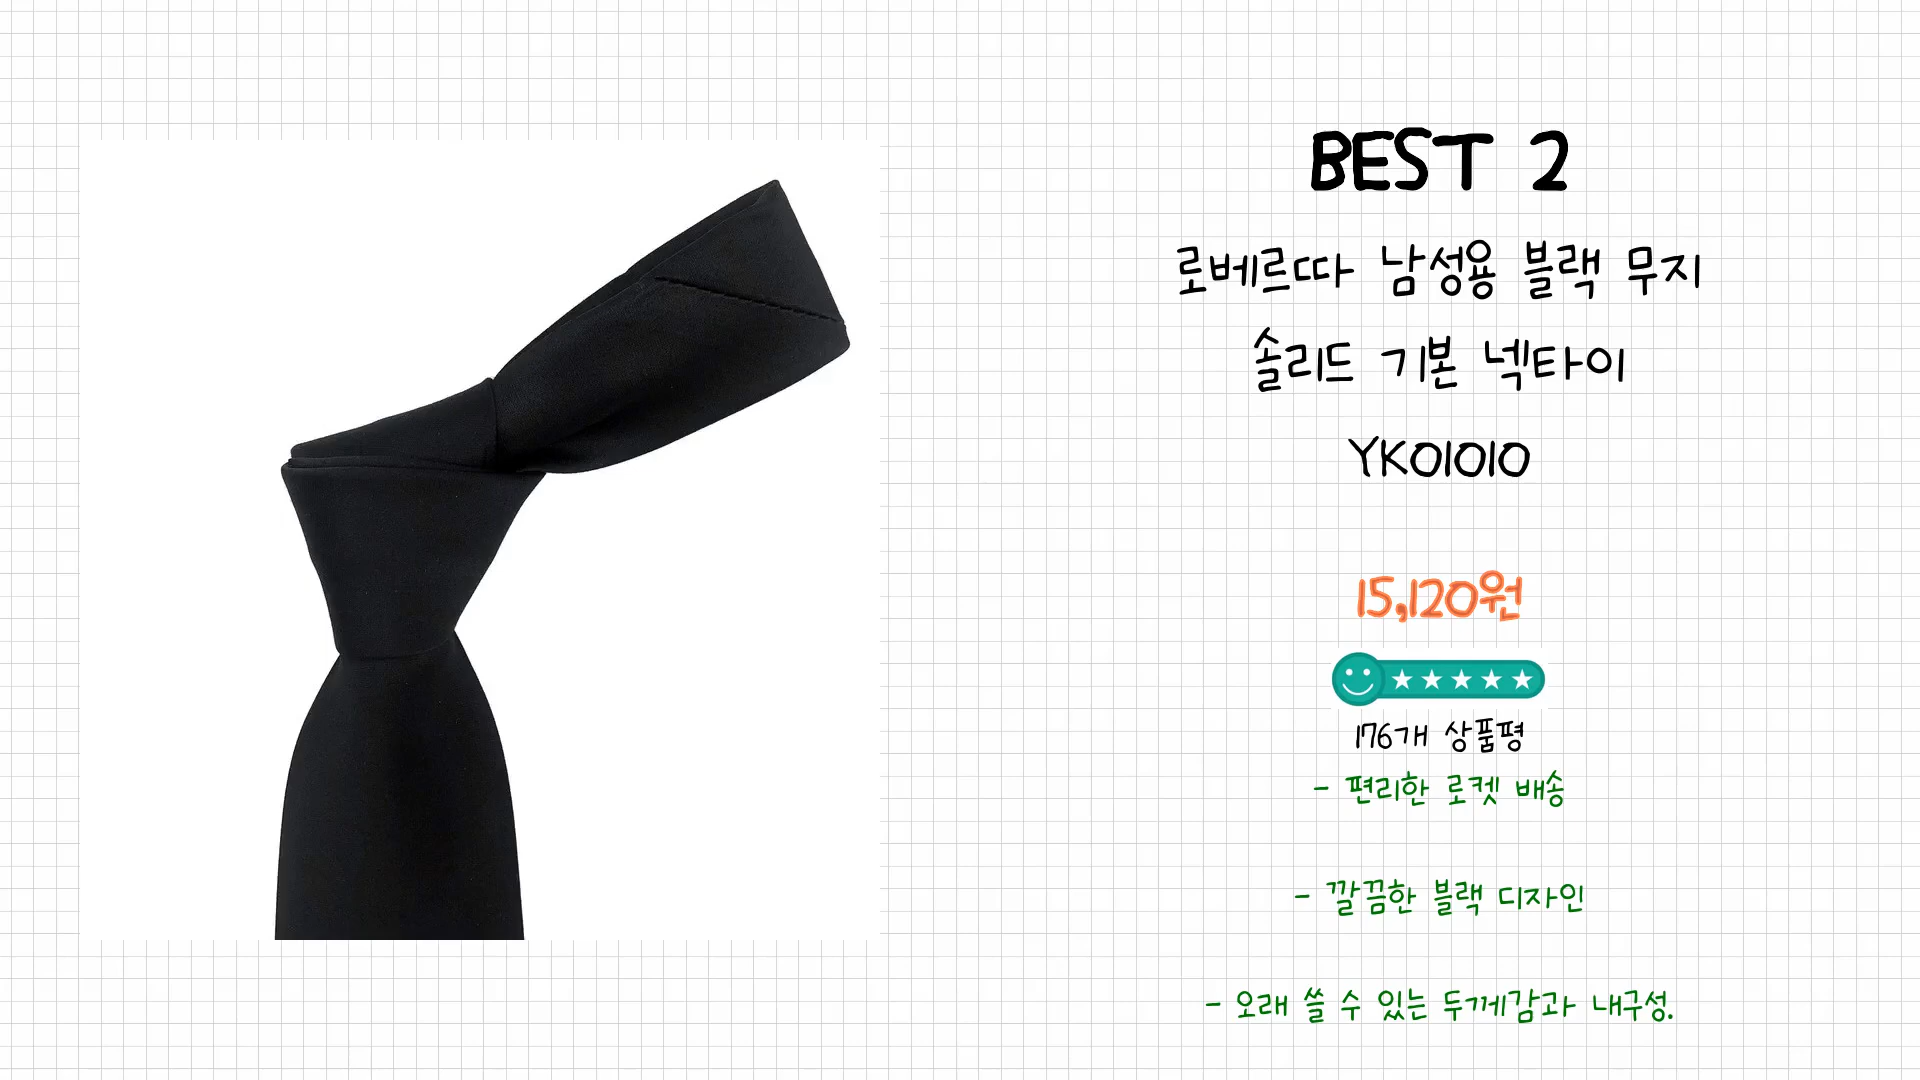 BEST 2
로베르따 남성용 블랙 무지
솔리드 기본 넥타이
YK01010
15,120원
176개 상품평
- 편리한 로켓 배송
- 깔끔한 블랙 디자인
- 오래 쓸 수 있는 두께감과 내구성.